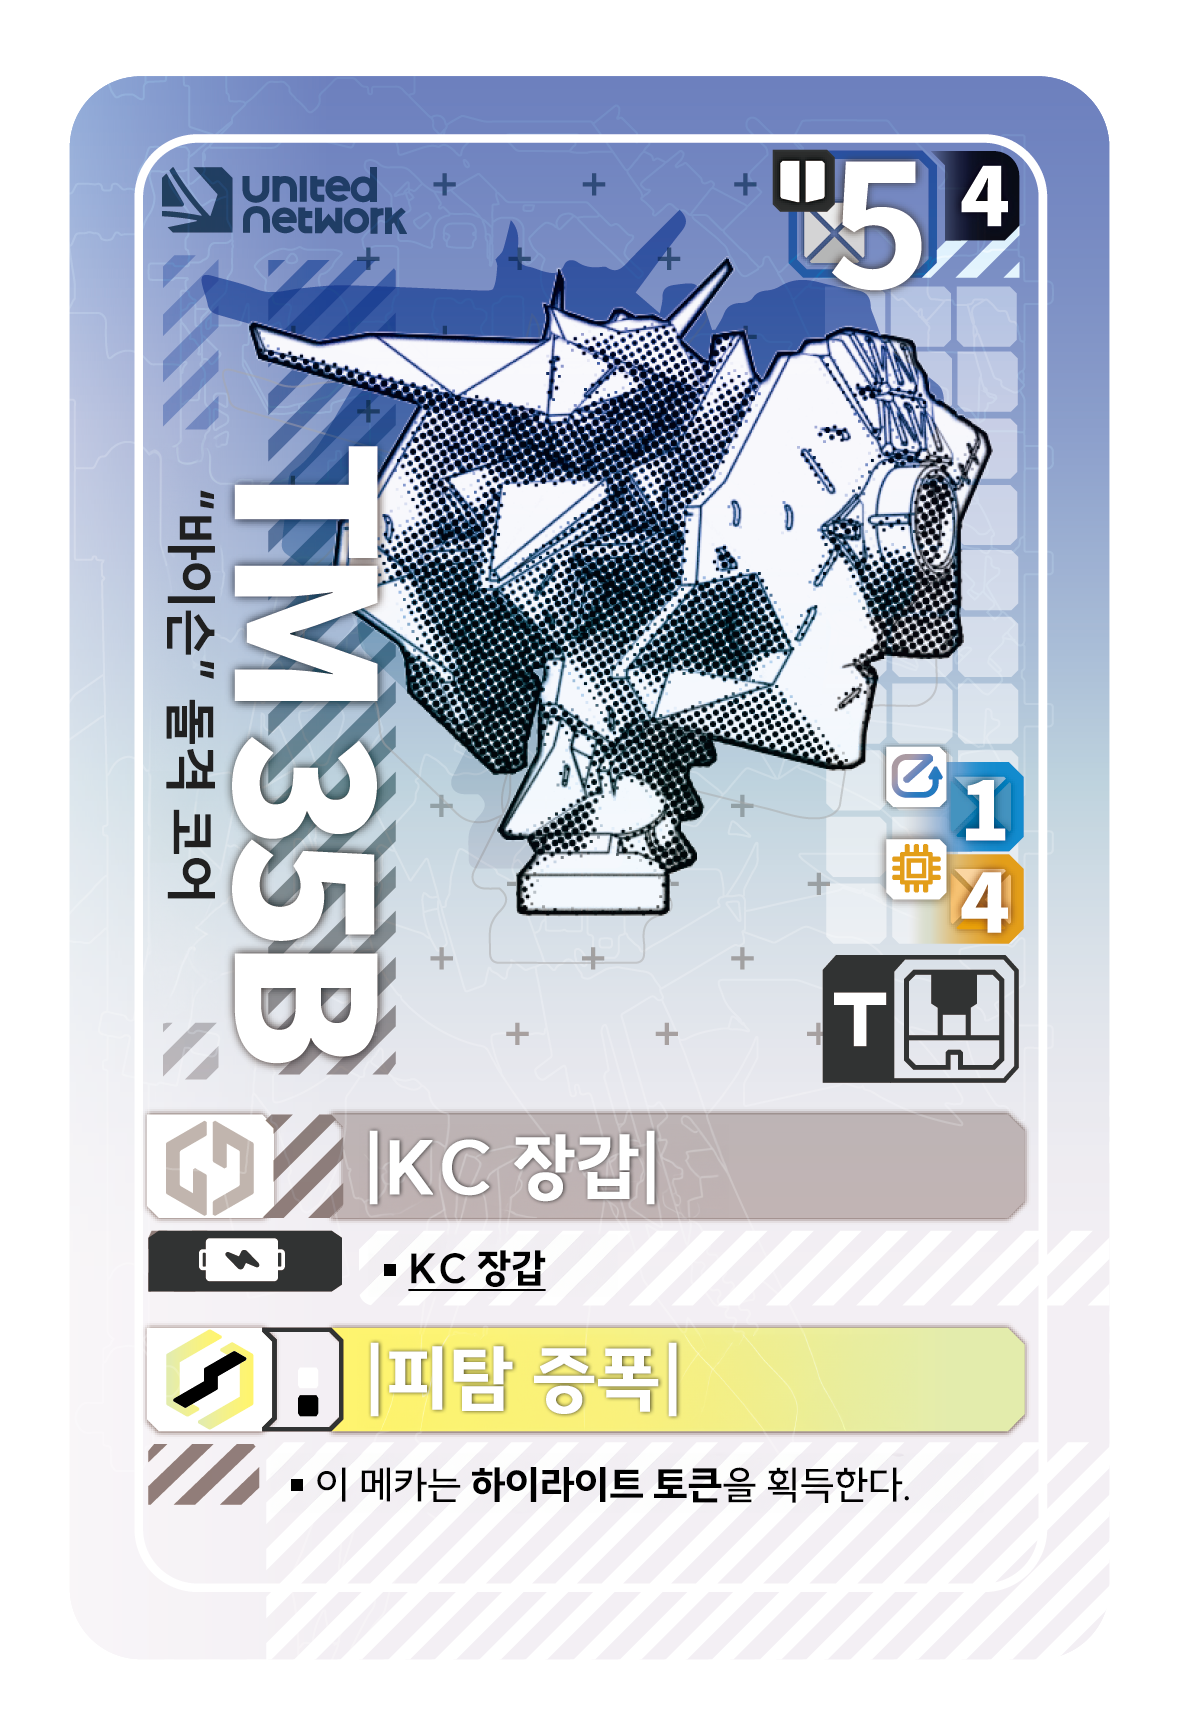 united
network
5
4
"바이슨" 돌격 코어
TM35B
1
4
T
|KC 장갑|
▪ KC 장갑
|피탐 증폭|
▪ 이 메카는 하이라이트 토큰을 획득한다.